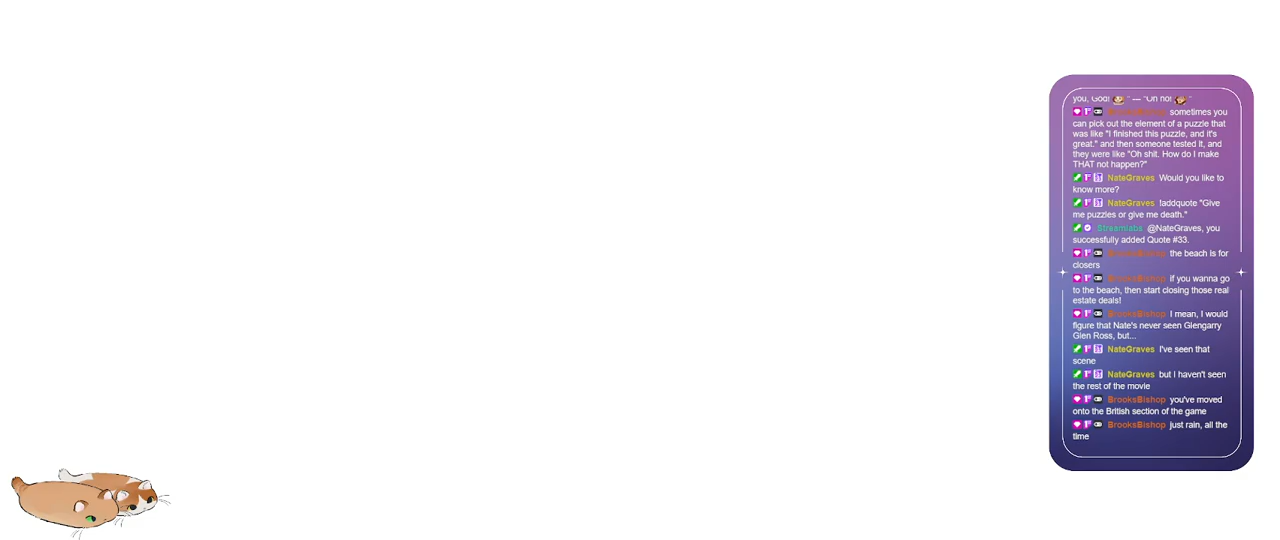 you, God! " — "Oh no! "
BrooksBishop sometimes you
can pick out the element of a puzzle that
was like "I finished this puzzle, and it's
great." and then someone tested it, and
they were like "Oh shit. How do I make
THAT not happen?"
NateGraves Would you like to
know more?
NateGraves !addquote "Give
me puzzles or give me death."
Streamlabs @NateGraves, you
successfully added Quote #33.
BrooksBishop the beach is for
closers
BrooksBishop if you wanna go
to the beach, then start closing those real
estate deals!
BrooksBishop I mean, I would
figure that Nate's never seen Glengarry
Glen Ross, but...
NateGraves I've seen that
scene
NateGraves but I haven't seen
the rest of the movie
BrooksBishop you've moved
onto the British section of the game
BrooksBishop just rain, all the
time